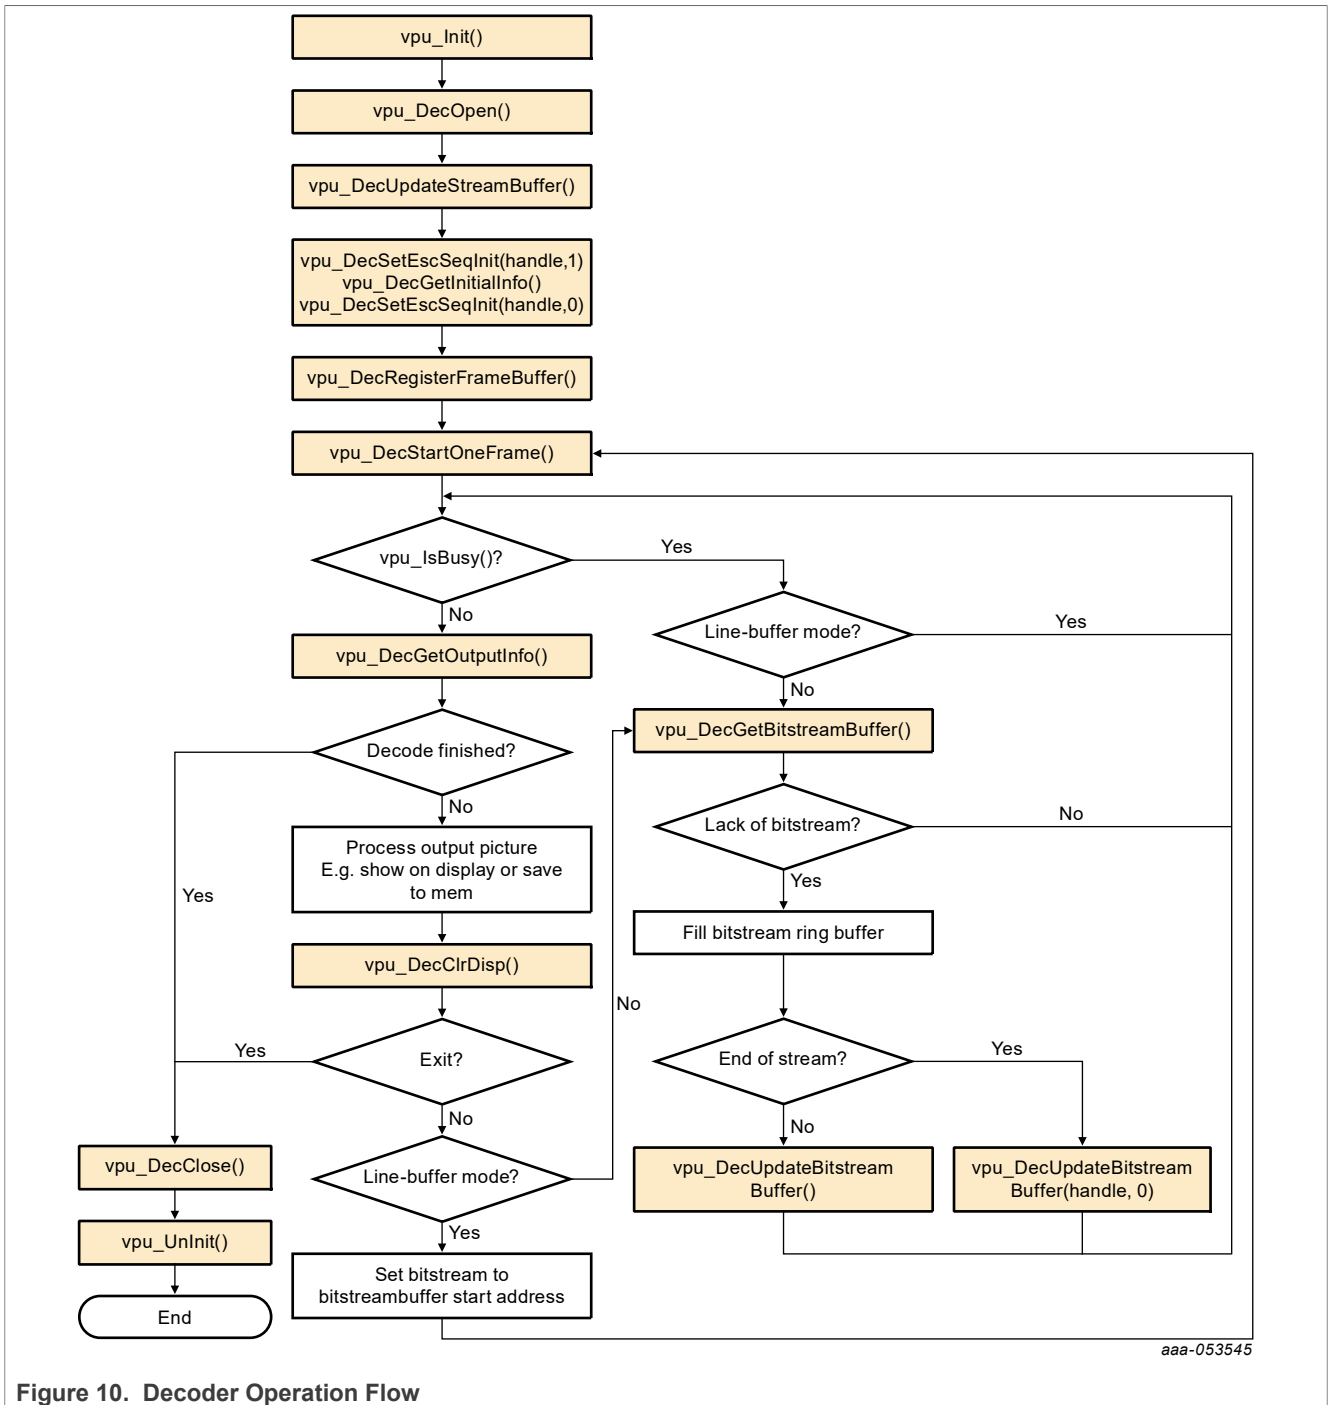 vpu_Init()
vpu_DecOpen()
vpu_DecUpdateStreamBuffer()
vpu_DecSetEscSeqInit(handle,1)
vpu_DecGetInitialInfo()
vpu_DecSetEscSeqInit(handle,0)
vpu_DecRegisterFrameBuffer()
vpu_DecStartOneFrame()
vpu_IsBusy()?
Yes
No
Line-buffer mode?
Yes
No
vpu_DecGetOutputInfo()
vpu_DecGetBitstreamBuffer()
Decode finished?
No
Yes
Lack of bitstream?
No
Yes
Process output picture
E.g. show on display or save
to mem
Fill bitstream ring buffer
vpu_DecClrDisp()
No
Exit?
Yes
No
End of stream?
Yes
No
vpu_DecClose()
Line-buffer mode?
Yes
vpu_DecUpdateBitstream
Buffer()
vpu_DecUpdateBitstream
Buffer(handle, 0)
vpu_UnInit()
Set bitstream to
bitstreambuffer start address
End
aaa-053545
Figure 10. Decoder Operation Flow